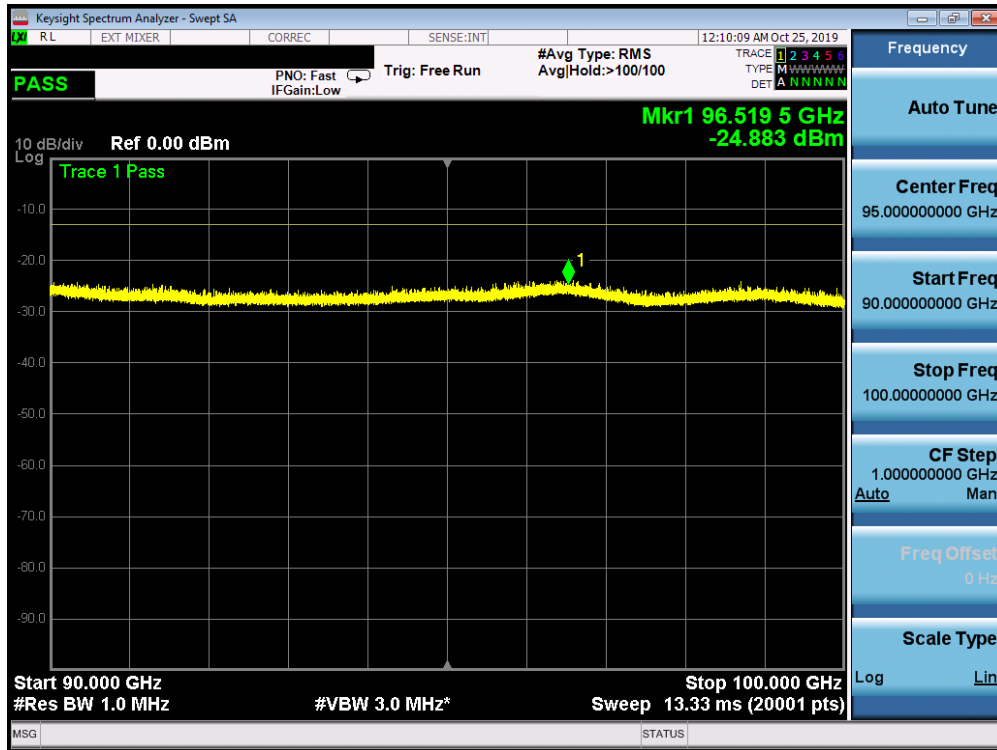 Keysight Spectrum Analyzer - Swept SA
LXI RL EXT MIXER CORREC SENSE:INT 12:10:09 AM Oct 25, 2019
PASS
PNO: Fast
IFGain:Low
Trig: Free Run
#Avg Type: RMS
Avg|Hold:>100/100
TRACE 1 2 3 4 5 6
TYPE M WWWWW
DET A N N N N N
Mkr1 96.519 5 GHz
-24.883 dBm
10 dB/div Ref 0.00 dBm
Log
Trace 1 Pass
1
-10.0
-20.0
-30.0
-40.0
-50.0
-60.0
-70.0
-80.0
-90.0
Start 90.000 GHz Stop 100.000 GHz
#Res BW 1.0 MHz #VBW 3.0 MHz* Sweep 13.33 ms (20001 pts)
MSG STATUS
Frequency
Auto Tune
Center Freq
95.000000000 GHz
Start Freq
90.000000000 GHz
Stop Freq
100.00000000 GHz
CF Step
1.000000000 GHz
Auto Man
Freq Offset
0 Hz
Scale Type
Log Lin